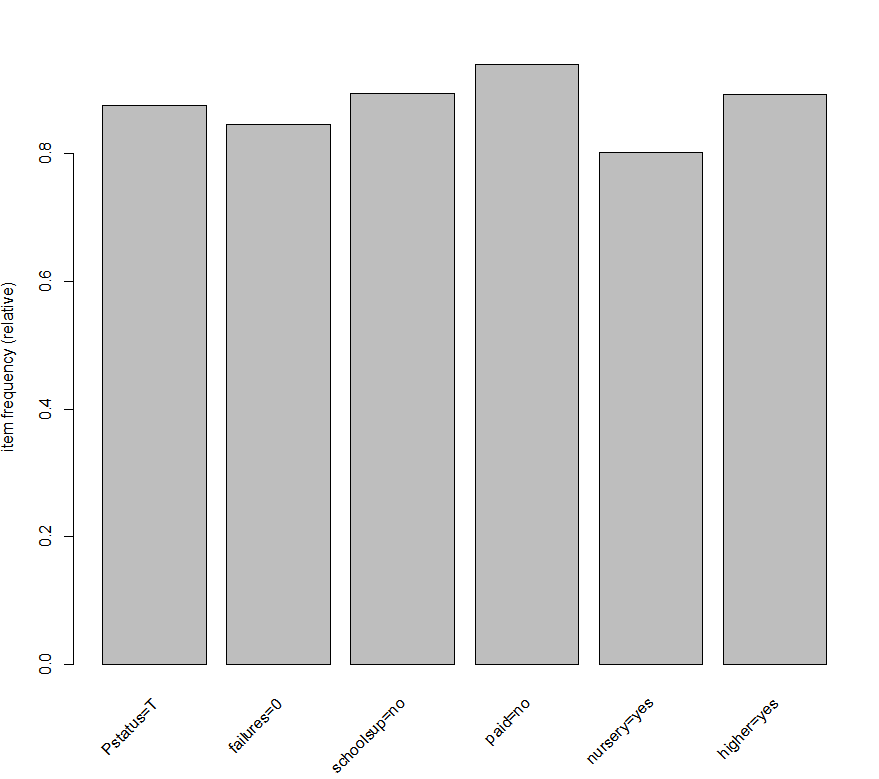 item frequency (relative)
0.8
0.6
0.4
0.2
0.0
Pstatus=T
failures=0
schoolsup=no
paid=no
nursery=yes
higher=yes